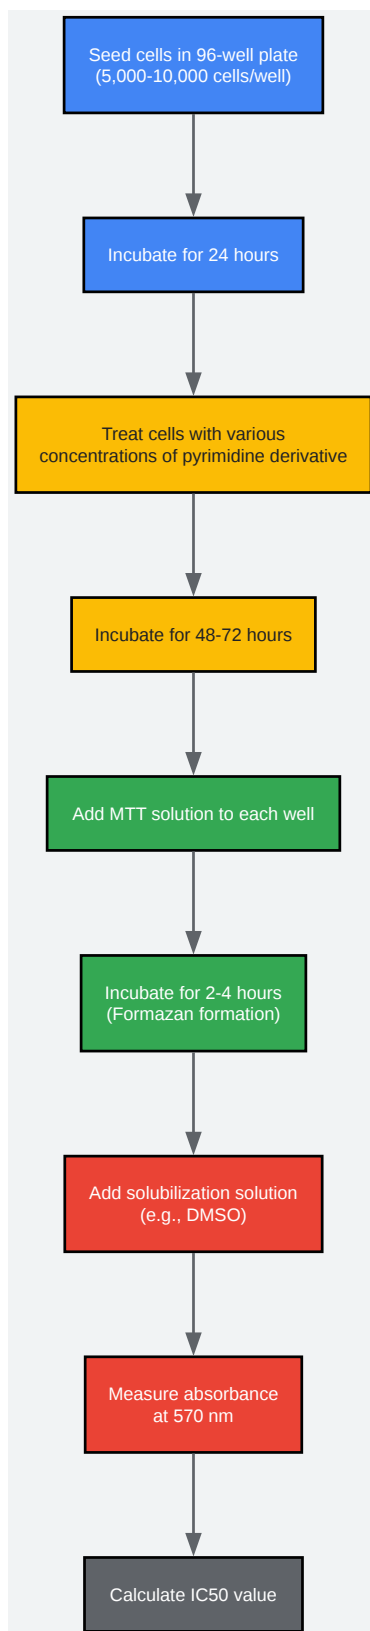 Seed cells in 96-well plate
(5,000-10,000 cells/well)
Incubate for 24 hours
Treat cells with various
concentrations of pyrimidine derivative
Incubate for 48-72 hours
Add MTT solution to each well
Incubate for 2-4 hours
(Formazan formation)
Add solubilization solution
(e.g., DMSO)
Measure absorbance
at 570 nm
Calculate IC50 value